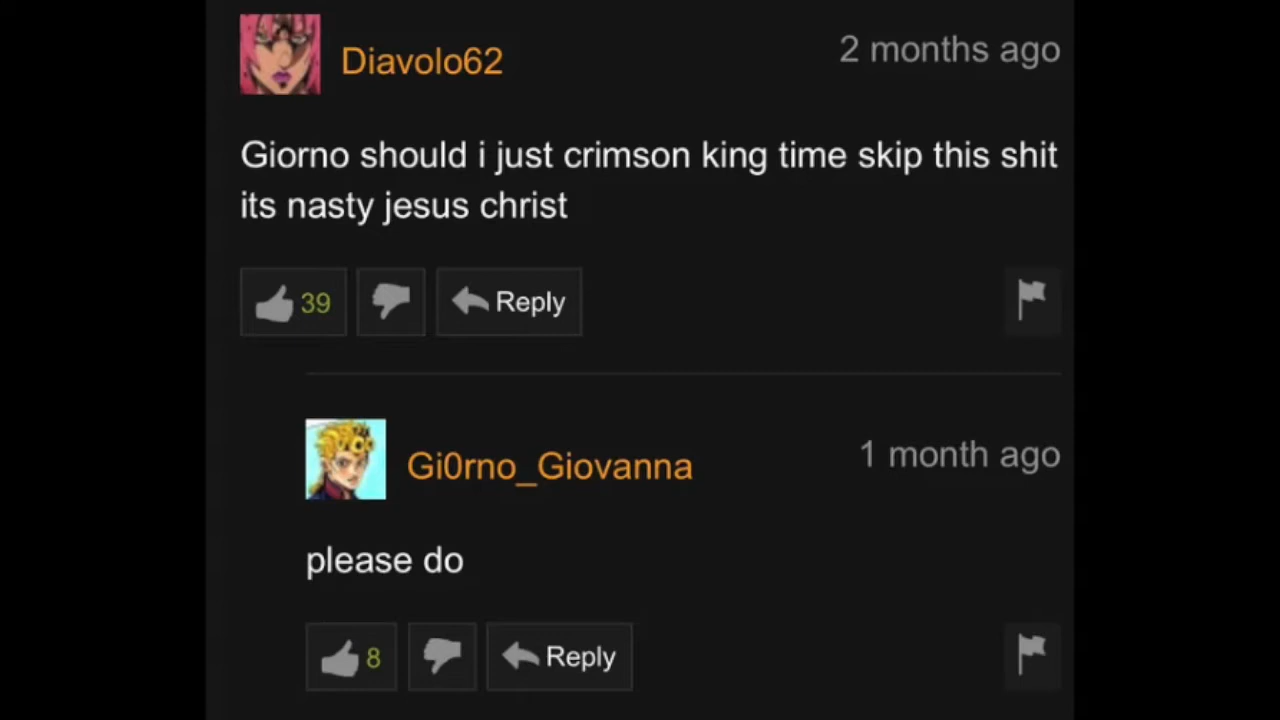 Diavolo62
2 months ago
Giorno should i just crimson king time skip this shit
its nasty jesus christ
39
Reply
Gi0rno_Giovanna
1 month ago
please do
8
Reply